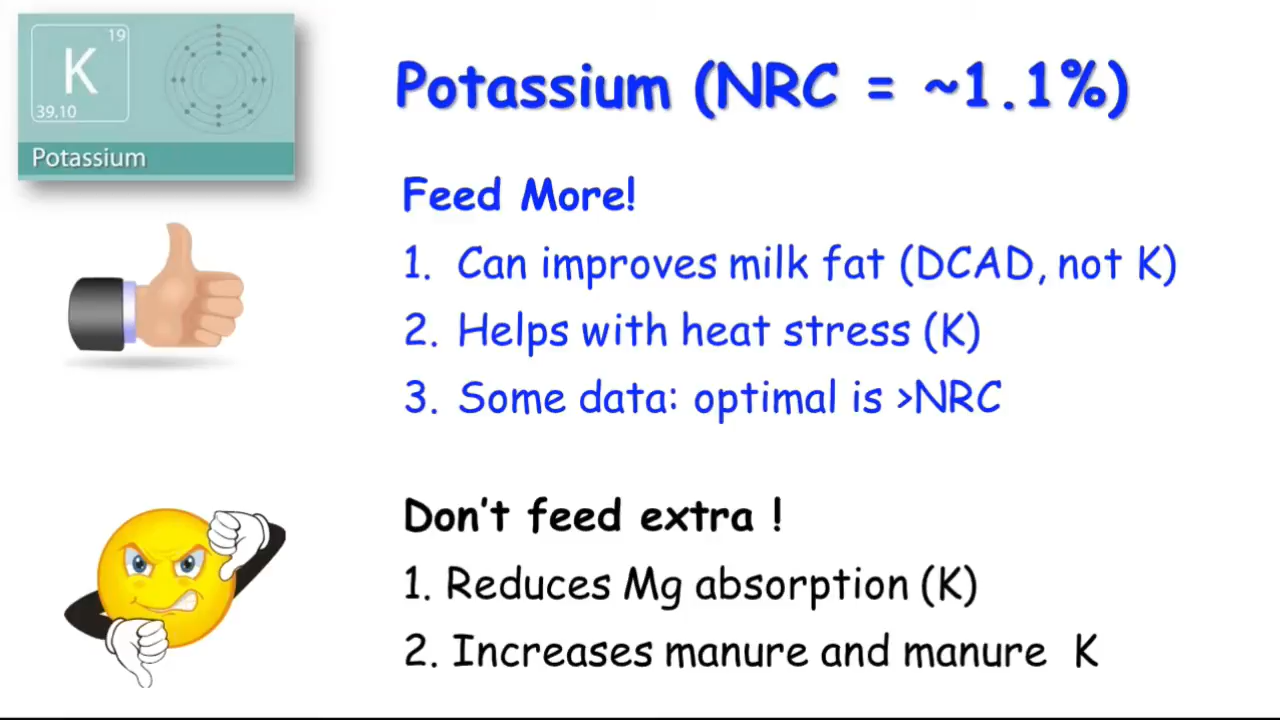 19
K
39,10
Potassium
Potassium (NRC = ~1.1%)
Feed More!
1. Can improves milk fat (DCAD, not K)
2. Helps with heat stress (K)
3. Some data: optimal is >NRC
Don't feed extra !
1. Reduces Mg absorption (K)
2. Increases manure and manure K